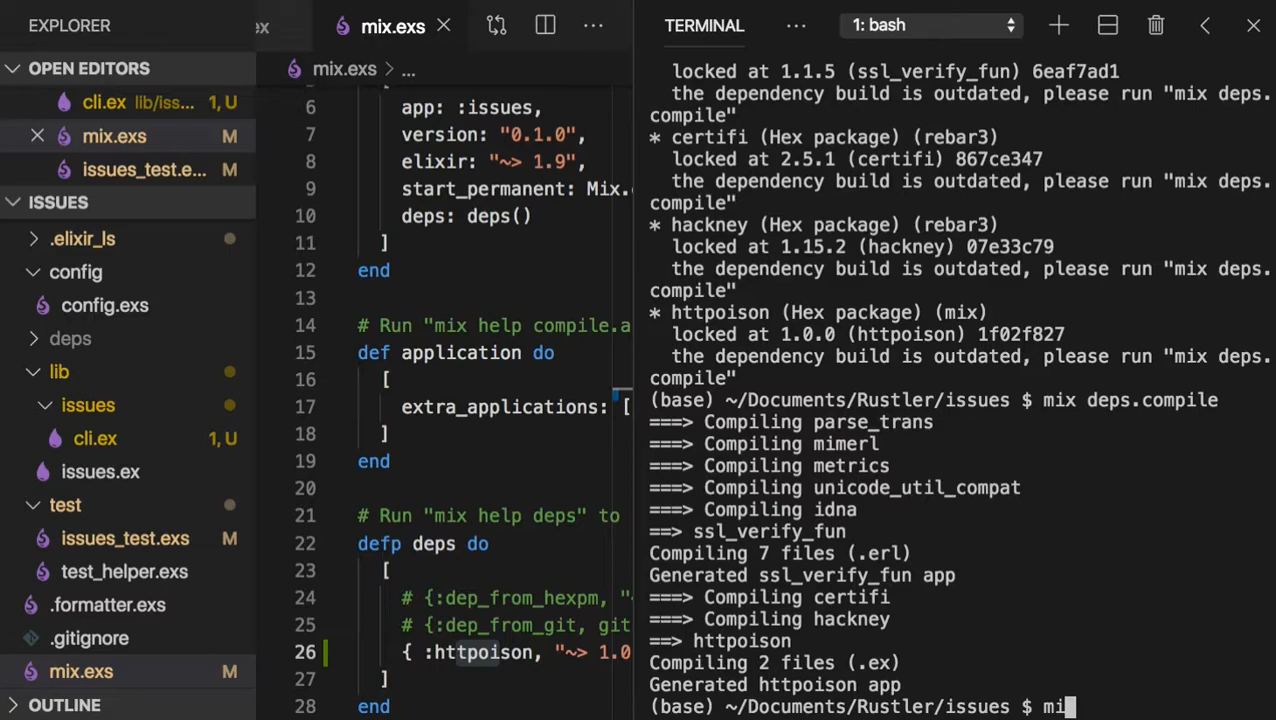 EXPLORER
OPEN EDITORS
cli.ex lib/iss... 1, U
mix.exs M
issues_test.e... M
ISSUES
.elixir_ls
config
config.exs
deps
lib
issues
cli.ex 1, U
issues.ex
test
issues_test.exs M
test_helper.exs
.formatter.exs
.gitignore
mix.exs M
OUTLINE
ex
mix.exs
mix.exs > ...
6 app: :issues,
7 version: "0.1.0",
8 elixir: "~> 1.9",
9 start_permanent: Mix.
10 deps: deps()
11 ]
12 end
13
14 # Run "mix help compile.a
15 def application do
16 [
17 extra_applications: [
18 ]
19 end
20
21 # Run "mix help deps" to
22 defp deps do
23 [
24 # {:dep_from_hexpm, "~
25 # {:dep_from_git, git
26 { :httpoison, "~> 1.0
27 ]
28 end
TERMINAL
1: bash
locked at 1.1.5 (ssl_verify_fun) 6eaf7ad1
the dependency build is outdated, please run "mix deps.
compile"
* certifi (Hex package) (rebar3)
locked at 2.5.1 (certifi) 867ce347
the dependency build is outdated, please run "mix deps.
compile"
* hackney (Hex package) (rebar3)
locked at 1.15.2 (hackney) 07e33c79
the dependency build is outdated, please run "mix deps.
compile"
* httpoison (Hex package) (mix)
locked at 1.0.0 (httpoison) 1f02f827
the dependency build is outdated, please run "mix deps.
compile"
(base) ~/Documents/Rustler/issues $ mix deps.compile
===> Compiling parse_trans
===> Compiling mimerl
===> Compiling metrics
===> Compiling unicode_util_compat
===> Compiling idna
==> ssl_verify_fun
Compiling 7 files (.erl)
Generated ssl_verify_fun app
===> Compiling certifi
===> Compiling hackney
==> httpoison
Compiling 2 files (.ex)
Generated httpoison app
(base) ~/Documents/Rustler/issues $ mi